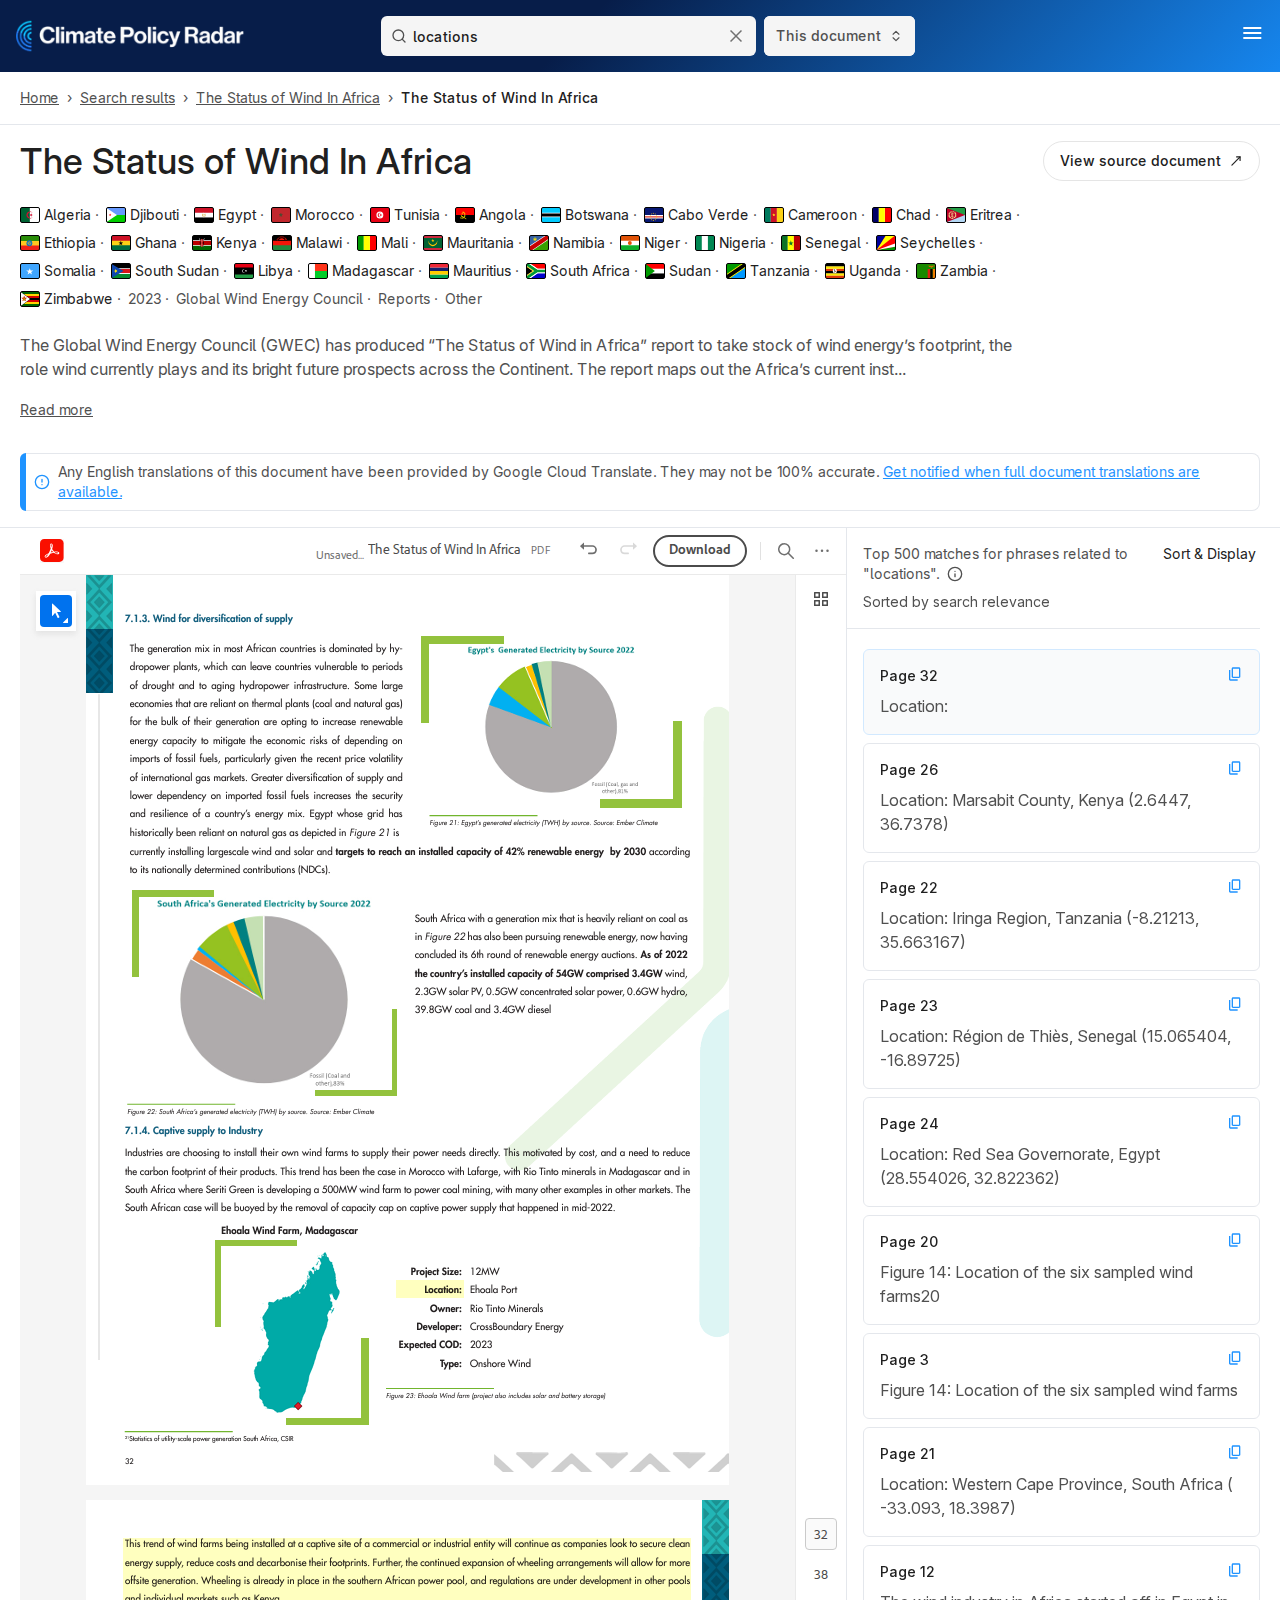 Climate Policy Radar
locations
This document
Home › Search results › The Status of Wind In Africa › The Status of Wind In Africa
The Status of Wind In Africa
View source document ↗
Algeria · Djibouti · Egypt · Morocco · Tunisia · Angola · Botswana · Cabo Verde · Cameroon · Chad · Eritrea ·
Ethiopia · Ghana · Kenya · Malawi · Mali · Mauritania · Namibia · Niger · Nigeria · Senegal · Seychelles ·
Somalia · South Sudan · Libya · Madagascar · Mauritius · South Africa · Sudan · Tanzania · Uganda · Zambia ·
Zimbabwe · 2023 · Global Wind Energy Council · Reports · Other
The Global Wind Energy Council (GWEC) has produced “The Status of Wind in Africa” report to take stock of wind energy’s footprint, the
role wind currently plays and its bright future prospects across the Continent. The report maps out the Africa’s current inst...
Read more
Any English translations of this document have been provided by Google Cloud Translate. They may not be 100% accurate. Get notified when full document translations are
available.
Unsaved... The Status of Wind In Africa PDF
Download
7.1.3. Wind for diversification of supply
The generation mix in most African countries is dominated by hy-
dropower plants, which can leave countries vulnerable to periods
of drought and to aging hydropower infrastructure. Some large
economies that are reliant on thermal plants (coal and natural gas)
for the bulk of their generation are opting to increase renewable
energy capacity to mitigate the economic risks of depending on
imports of fossil fuels, particularly given the recent price volatility
of international gas markets. Greater diversification of supply and
lower dependency on imported fossil fuels increases the security
and resilience of a country’s energy mix. Egypt whose grid has
historically been reliant on natural gas as depicted in Figure 21 is
currently installing largescale wind and solar and targets to reach an installed capacity of 42% renewable energy by 2030 according
to its nationally determined contributions (NDCs).
Egypt's Generated Electricity by Source 2022
Fossil (Coal, gas and
other),81%
Figure 21: Egypt's generated electricity (TWH) by source. Source: Ember Climate
South Africa's Generated Electricity by Source 2022
Fossil (Coal and
other),83%
Figure 22: South Africa's generated electricity (TWH) by source. Source: Ember Climate
South Africa with a generation mix that is heavily reliant on coal as
in Figure 22 has also been pursuing renewable energy, now having
concluded its 6th round of renewable energy auctions. As of 2022
the country's installed capacity of 54GW comprised 3.4GW wind,
2.3GW solar PV, 0.5GW concentrated solar power, 0.6GW hydro,
39.8GW coal and 3.4GW diesel
7.1.4. Captive supply to Industry
Industries are choosing to install their own wind farms to supply their power needs directly. This motivated by cost, and a need to reduce
the carbon footprint of their products. This trend has been the case in Morocco with Lafarge, with Rio Tinto minerals in Madagascar and in
South Africa where Seriti Green is developing a 500MW wind farm to power coal mining, with many other examples in other markets. The
South African case will be buoyed by the removal of capacity cap on captive power supply that happened in mid-2022.
Ehoala Wind Farm, Madagascar
Project Size: 12MW
Location: Ehoala Port
Owner: Rio Tinto Minerals
Developer: CrossBoundary Energy
Expected COD: 2023
Type: Onshore Wind
Figure 23: Ehoala Wind farm (project also includes solar and battery storage)
Statistics of utility-scale power generation South Africa, CSIR
32
This trend of wind farms being installed at a captive site of a commercial or industrial entity will continue as companies look to secure clean
energy supply, reduce costs and decarbonise their footprints. Further, the continued expansion of wheeling arrangements will allow for more
offsite generation. Wheeling is already in place in the southern African power pool, and regulations are under development in other pools
and individual markets such as Kenya.
32
38
Top 500 matches for phrases related to
"locations".
Sort & Display
Sorted by search relevance
Page 32
Location:
Page 26
Location: Marsabit County, Kenya (2.6447,
36.7378)
Page 22
Location: Iringa Region, Tanzania (-8.21213,
35.663167)
Page 23
Location: Région de Thiès, Senegal (15.065404,
-16.89725)
Page 24
Location: Red Sea Governorate, Egypt
(28.554026, 32.822362)
Page 20
Figure 14: Location of the six sampled wind
farms20
Page 3
Figure 14: Location of the six sampled wind farms
Page 21
Location: Western Cape Province, South Africa (
-33.093, 18.3987)
Page 12
The wind industry in Africa started off in Egypt in